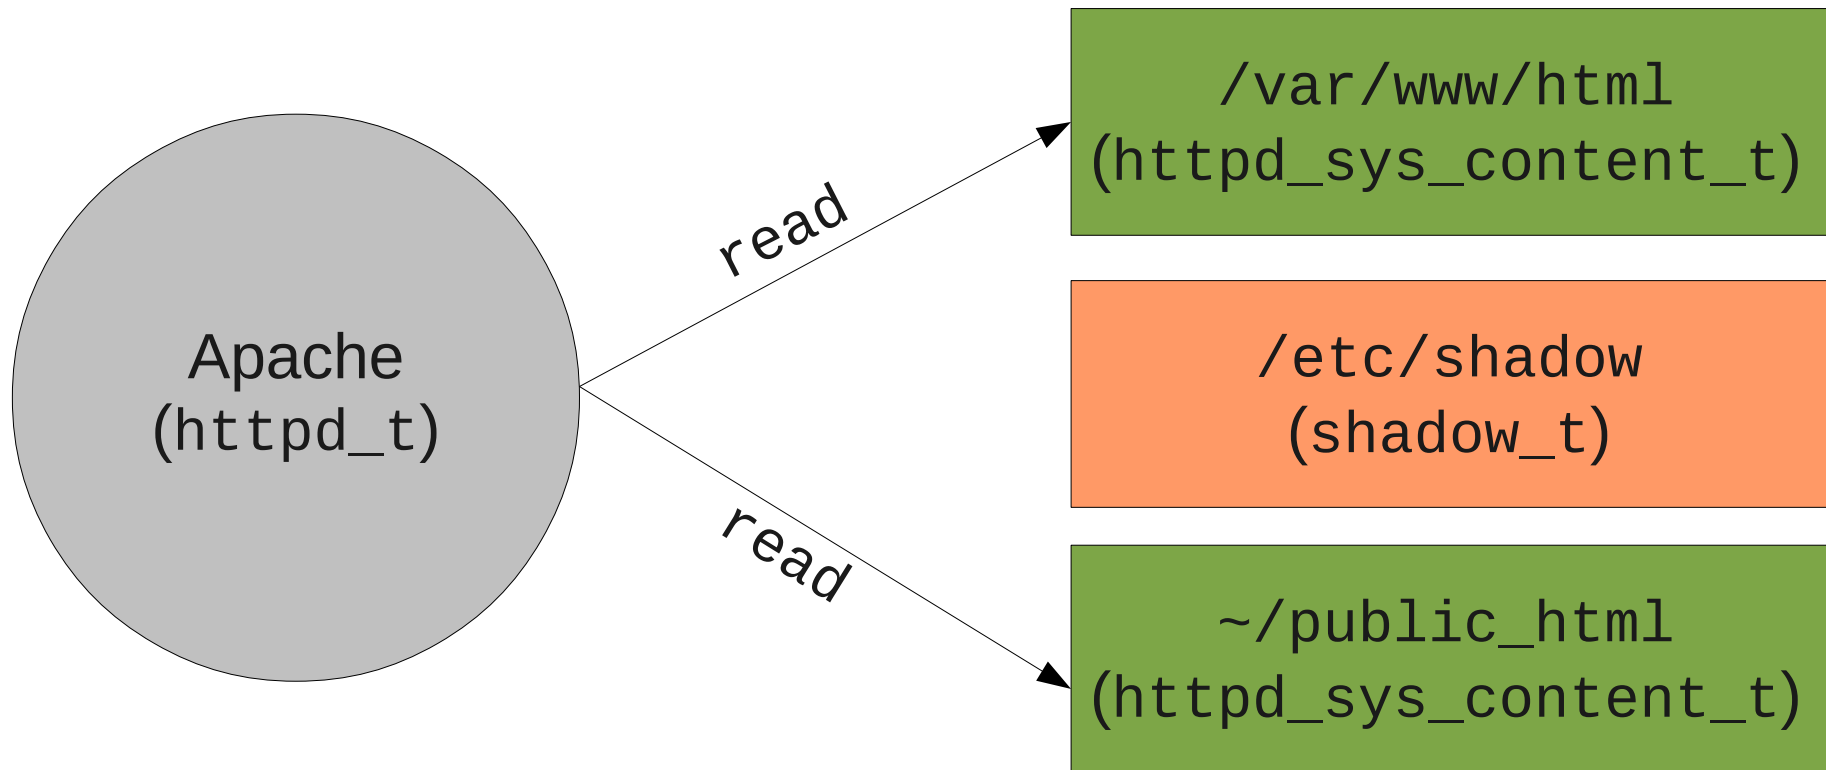 Apache
(httpd_t)
read
read
/var/www/html
(httpd_sys_content_t)
/etc/shadow
(shadow_t)
~/public_html
(httpd_sys_content_t)